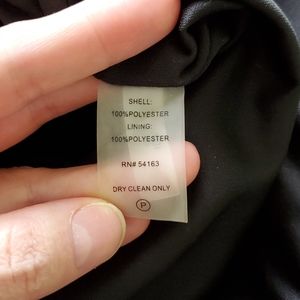 SHELL:
100%POLYESTER
LINING:
100%POLYESTER
RN# 54163
DRY CLEAN ONLY
P